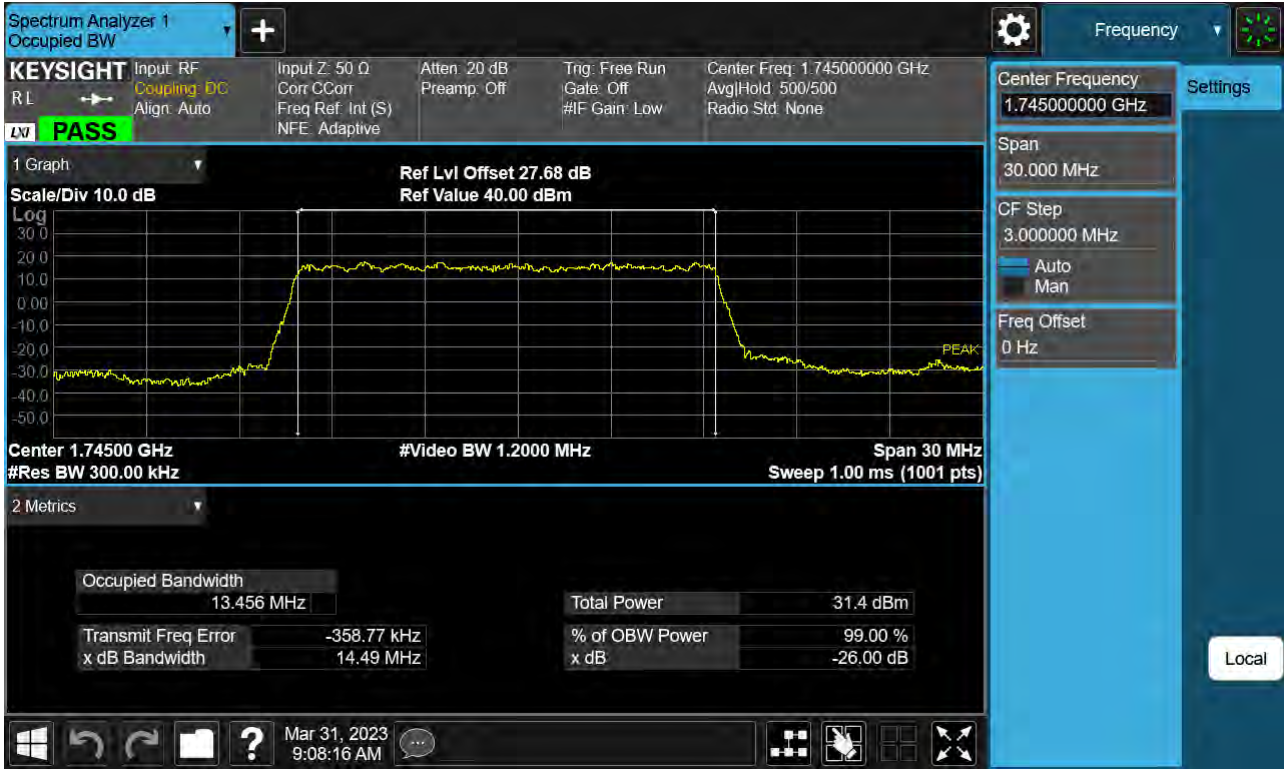 Spectrum Analyzer 1
Occupied BW
Frequency
KEYSIGHT
R L
LXI
PASS
Input: RF
Coupling: DC
Align: Auto
Input Z: 50 Ω
Corr CCorr
Freq Ref: Int (S)
NFE: Adaptive
Atten: 20 dB
Preamp: Off
Trig: Free Run
Gate: Off
#IF Gain: Low
Center Freq: 1.745000000 GHz
Avg|Hold: 500/500
Radio Std: None
1 Graph
Scale/Div 10.0 dB
Ref Lvl Offset 27.68 dB
Ref Value 40.00 dBm
Log
30.0
20.0
10.0
0.00
-10.0
-20.0
-30.0
-40.0
-50.0
PEAK
Center 1.74500 GHz
#Video BW 1.2000 MHz
Span 30 MHz
#Res BW 300.00 kHz
Sweep 1.00 ms (1001 pts)
2 Metrics
Occupied Bandwidth
13.456 MHz
Total Power 31.4 dBm
Transmit Freq Error -358.77 kHz
% of OBW Power 99.00 %
x dB Bandwidth 14.49 MHz
x dB -26.00 dB
Center Frequency
1.745000000 GHz
Settings
Span
30.000 MHz
CF Step
3.000000 MHz
Auto
Man
Freq Offset
0 Hz
Local
?
Mar 31, 2023
9:08:16 AM